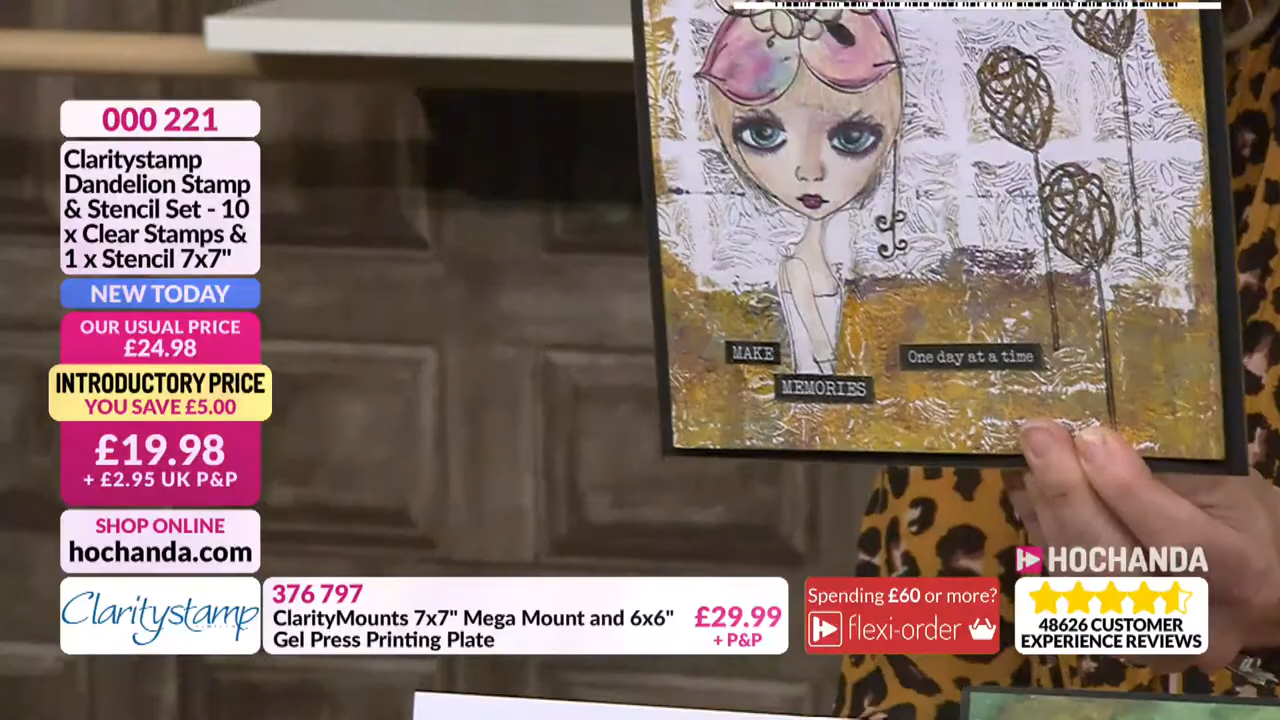 000 221
Claritystamp
Dandelion Stamp
& Stencil Set - 10
x Clear Stamps &
1 x Stencil 7x7"
NEW TODAY
OUR USUAL PRICE
£24.98
INTRODUCTORY PRICE
YOU SAVE £5.00
£19.98
+ £2.95 UK P&P
SHOP ONLINE
hochanda.com
Claritystamp
376 797
ClarityMounts 7x7" Mega Mount and 6x6"
Gel Press Printing Plate
£29.99
+ P&P
Spending £60 or more?
flexi-order
HOCHANDA
48626 CUSTOMER
EXPERIENCE REVIEWS
MAKE
MEMORIES
One day at a time